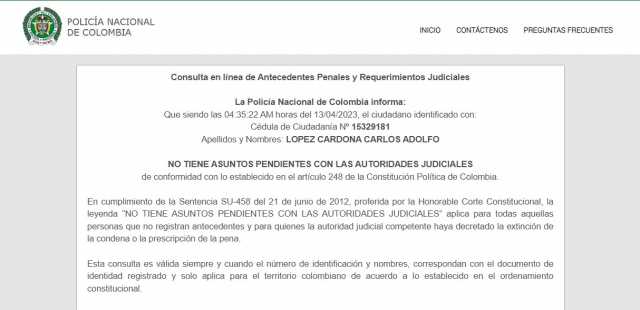 POLICÍA NACIONAL
DE COLOMBIA
INICIO CONTÁCTENOS PREGUNTAS FRECUENTES
Consulta en línea de Antecedentes Penales y Requerimientos Judiciales
La Policía Nacional de Colombia informa:
Que siendo las 04:35:22 AM horas del 13/04/2023, el ciudadano identificado con:
Cédula de Ciudadanía Nº 15329181
Apellidos y Nombres: LOPEZ CARDONA CARLOS ADOLFO
NO TIENE ASUNTOS PENDIENTES CON LAS AUTORIDADES JUDICIALES
de conformidad con lo establecido en el artículo 248 de la Constitución Política de Colombia.
En cumplimiento de la Sentencia SU-458 del 21 de junio de 2012, proferida por la Honorable Corte Constitucional, la
leyenda "NO TIENE ASUNTOS PENDIENTES CON LAS AUTORIDADES JUDICIALES" aplica para todas aquellas
personas que no registran antecedentes y para quienes la autoridad judicial competente haya decretado la extinción de
la condena o la prescripción de la pena.
Esta consulta es válida siempre y cuando el número de identificación y nombres, correspondan con el documento de
identidad registrado y solo aplica para el territorio colombiano de acuerdo a lo establecido en el ordenamiento
constitucional.